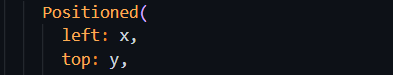 Positioned(
left: x,
top: y,